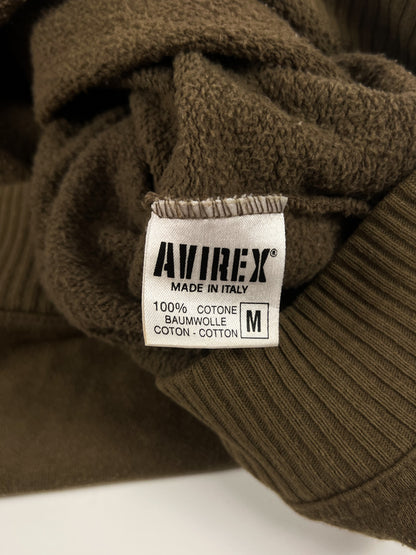 AVIREX®
MADE IN ITALY
100% COTONE
BAUMWOLLE
COTON - COTTON
M